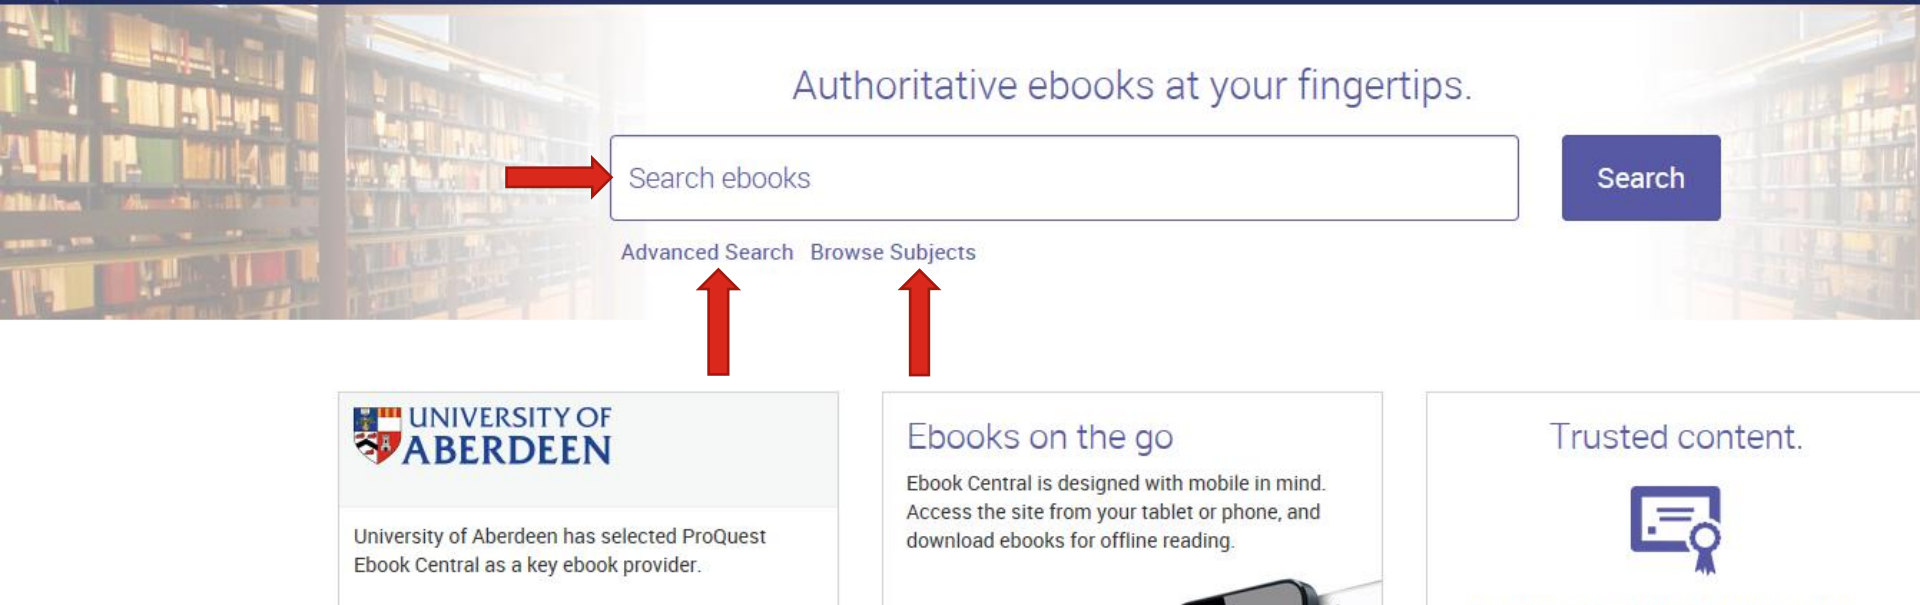 Authoritative ebooks at your fingertips.
Search ebooks
Search
Advanced Search Browse Subjects
UNIVERSITY OF
ABERDEEN
University of Aberdeen has selected ProQuest
Ebook Central as a key ebook provider.
Ebooks on the go
Ebook Central is designed with mobile in mind.
Access the site from your tablet or phone, and
download ebooks for offline reading.
Trusted content.